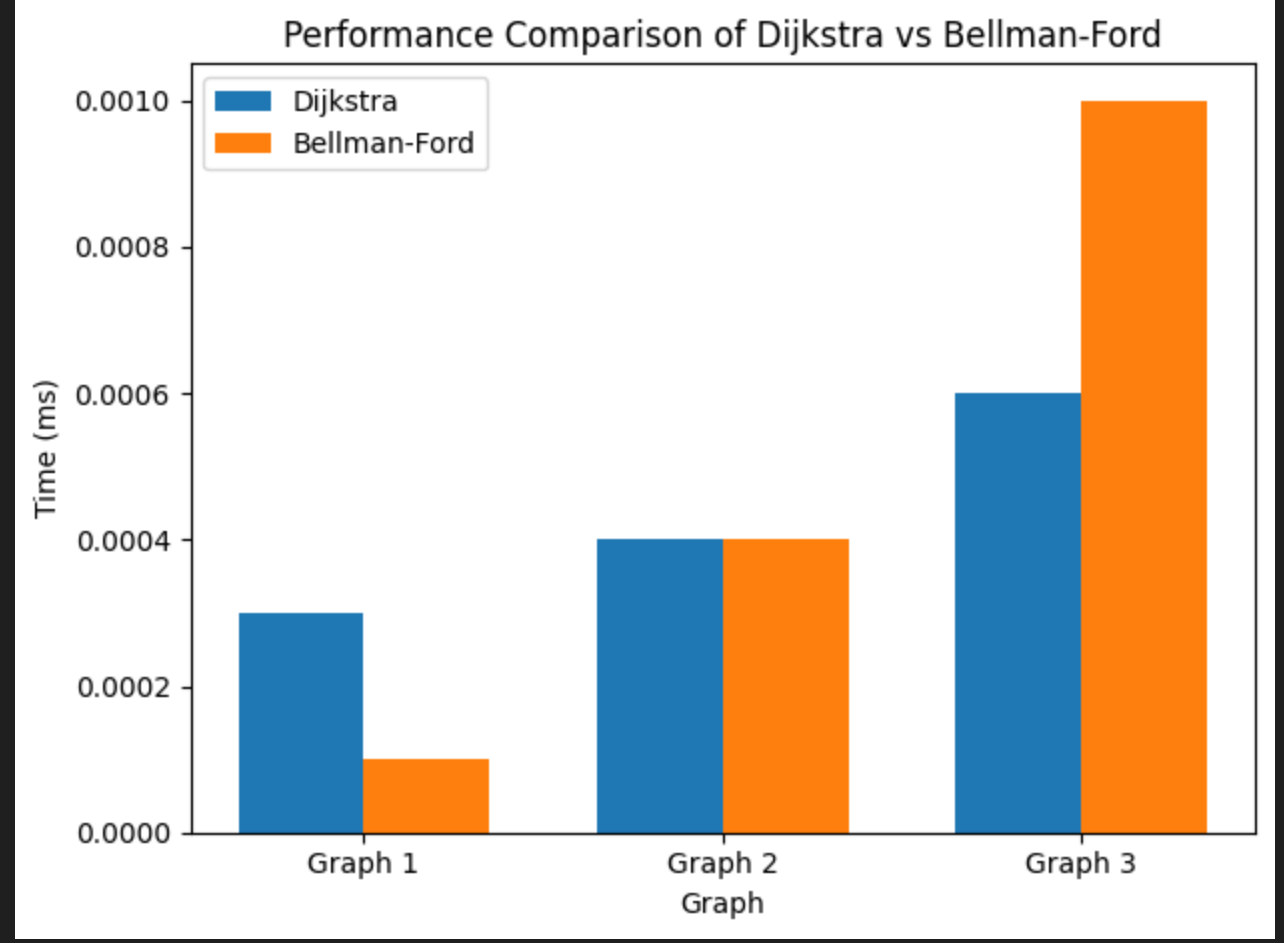 Performance Comparison of Dijkstra vs Bellman-Ford
Dijkstra
Bellman-Ford
0.0010
0.0008
0.0006
0.0004
0.0002
0.0000
Time (ms)
Graph 1
Graph 2
Graph 3
Graph